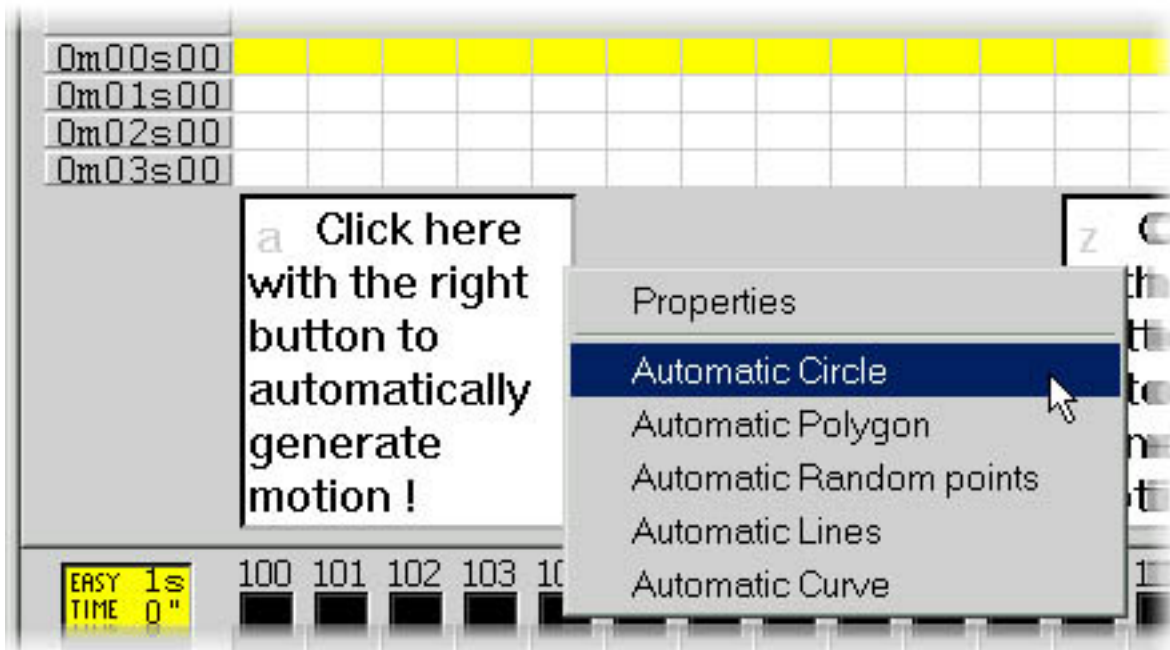 0m00s00
0m01s00
0m02s00
0m03s00
a Click here
with the right
button to
automatically
generate
motion !
z
Properties
Automatic Circle
Automatic Polygon
Automatic Random points
Automatic Lines
Automatic Curve
EASY 1s
TIME 0"
100 101 102 103